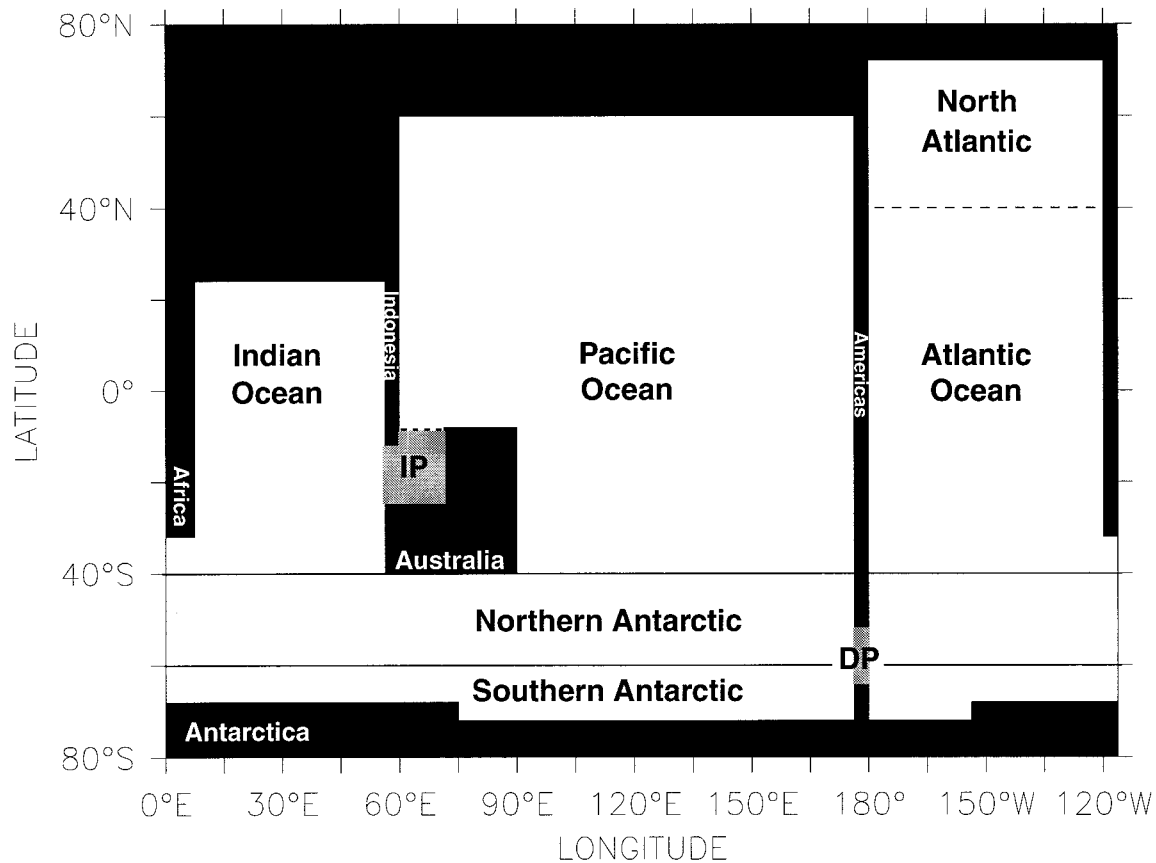 80°N
North
Atlantic
40°N
Indonesia
Indian
Ocean
Pacific
Ocean
Americas
Atlantic
Ocean
0°
LATITUDE
IP
Africa
Australia
40°S
Northern Antarctic
DP
Southern Antarctic
Antarctica
80°S
0°E 30°E 60°E 90°E 120°E 150°E 180° 150°W 120°W
LONGITUDE